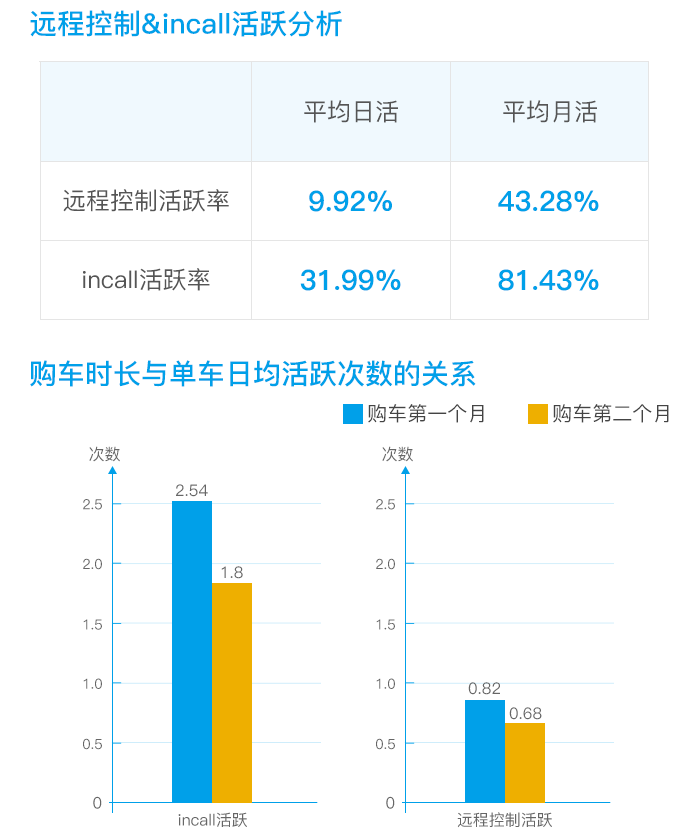 远程控制&incall活跃分析
平均日活 平均月活
远程控制活跃率 9.92% 43.28%
incall活跃率 31.99% 81.43%
购车时长与单车日均活跃次数的关系
购车第一个月 购车第二个月
次数
2.5
2.0
1.5
1.0
0.5
0
2.54
1.8
incall活跃
次数
2.5
2.0
1.5
1.0
0.5
0
0.82
0.68
远程控制活跃